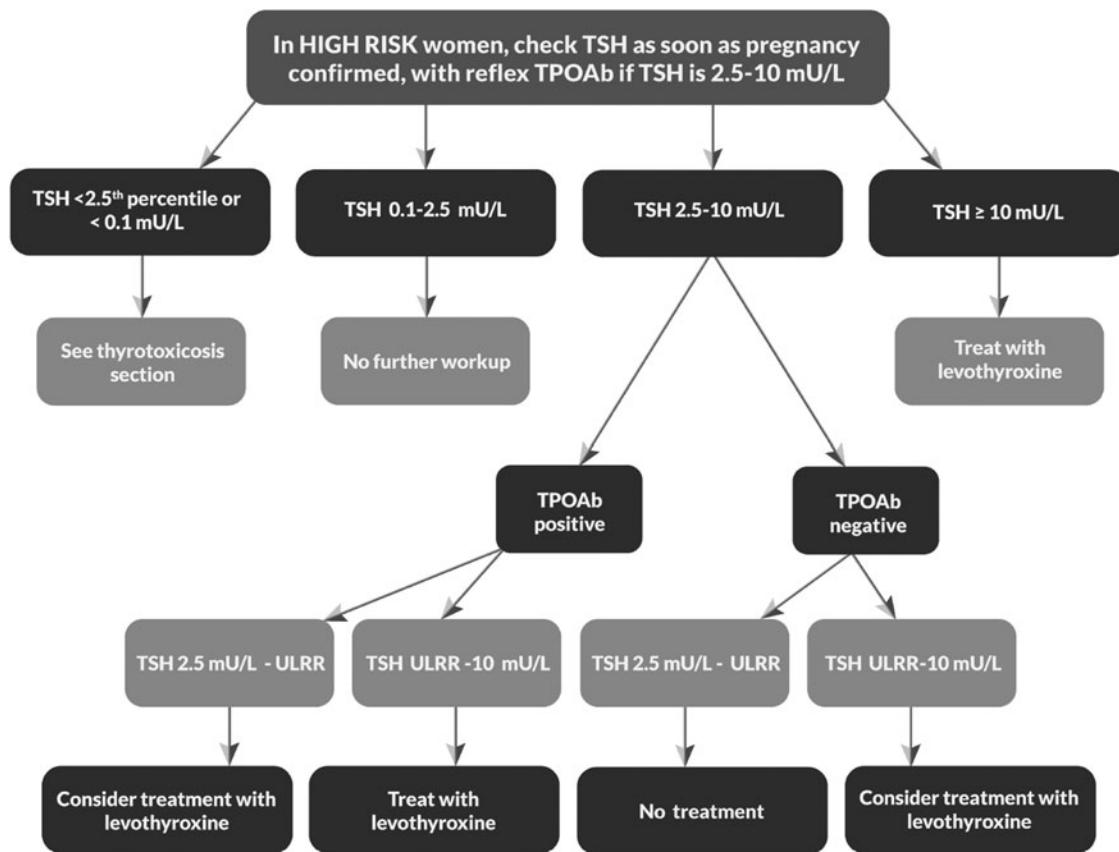 In HIGH RISK women, check TSH as soon as pregnancy
confirmed, with reflex TPOAb if TSH is 2.5-10 mU/L
TSH <2.5th percentile or
< 0.1 mU/L
TSH 0.1-2.5 mU/L
TSH 2.5-10 mU/L
TSH ≥ 10 mU/L
See thyrotoxicosis
section
No further workup
Treat with
levothyroxine
TPOAb
positive
TPOAb
negative
TSH 2.5 mU/L - ULRR
TSH ULRR -10 mU/L
TSH 2.5 mU/L - ULRR
TSH ULRR-10 mU/L
Consider treatment with
levothyroxine
Treat with
levothyroxine
No treatment
Consider treatment with
levothyroxine